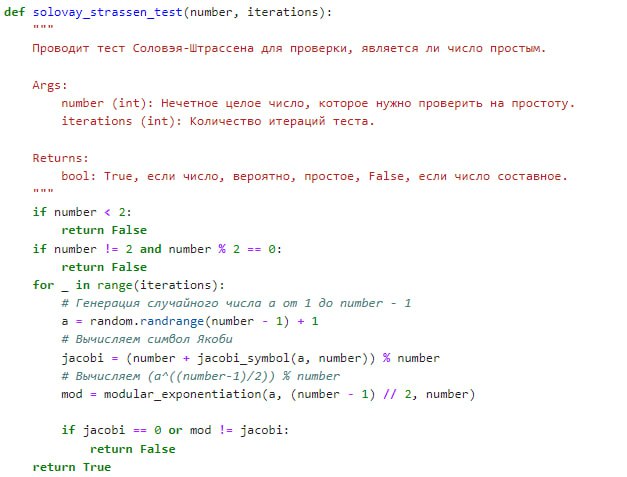 def solovay_strassen_test(number, iterations):
    """
    Проводит тест Соловэя-Штрассена для проверки, является ли число простым.

    Args:
        number (int): Нечетное целое число, которое нужно проверить на простоту.
        iterations (int): Количество итераций теста.

    Returns:
        bool: True, если число, вероятно, простое, False, если число составное.
    """
    if number < 2:
        return False
    if number != 2 and number % 2 == 0:
        return False
    for _ in range(iterations):
        # Генерация случайного числа a от 1 до number - 1
        a = random.randrange(number - 1) + 1
        # Вычисляем символ Якоби
        jacobi = (number + jacobi_symbol(a, number)) % number
        # Вычисляем (a^((number-1)/2)) % number
        mod = modular_exponentiation(a, (number - 1) // 2, number)

        if jacobi == 0 or mod != jacobi:
            return False
    return True